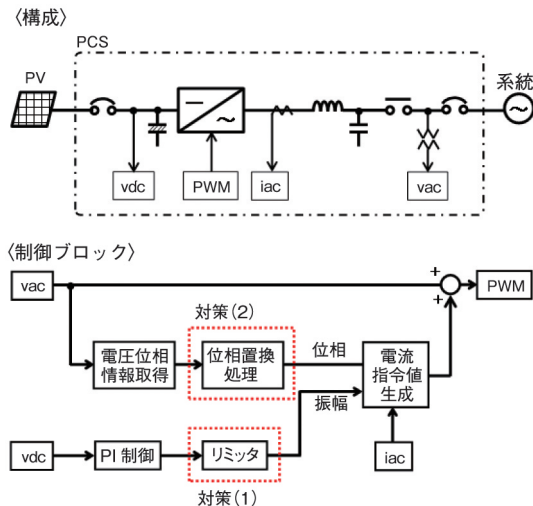 〈構成〉
PCS
PV
系統
vdc
PWM
iac
vac
〈制御ブロック〉
vac
+
+
PWM
対策(2)
電圧位相
情報取得
位相置換
処理
位相
振幅
電流
指令値
生成
vdc
PI 制御
リミッタ
iac
対策(1)